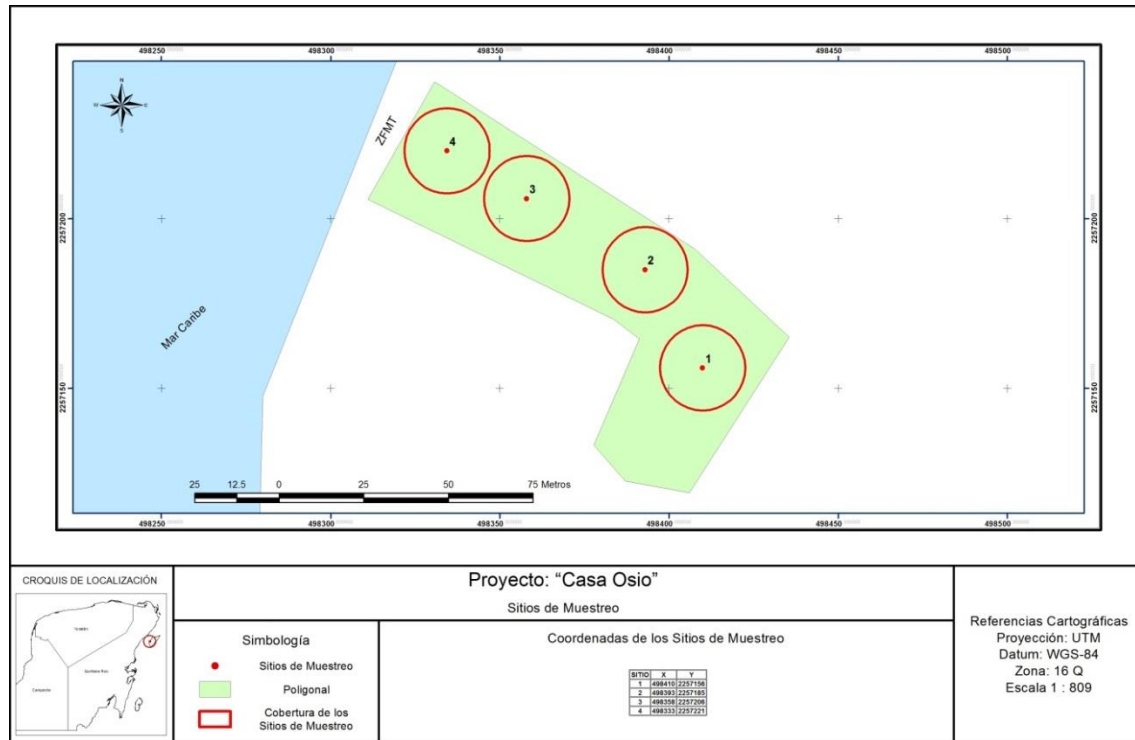 498250 498300 498350 498400 498450 498500
N
W E
S
ZFMT
4
3
2
1
2257200 2257200
Mar Caribe
2257150 2257150
25 12.5 0 25 50 75 Metros
498250 498300 498350 498400 498450 498500
CROQUIS DE LOCALIZACIÓN
Proyecto: “Casa Osio”
Sitios de Muestreo
Simbología
Sitios de Muestreo
Poligonal
Cobertura de los
Sitios de Muestreo
Coordenadas de los Sitios de Muestreo
SITIO X Y
1 498410 2257156
2 498393 2257185
3 498358 2257206
4 498333 2257221
Referencias Cartográficas
Proyección: UTM
Datum: WGS-84
Zona: 16 Q
Escala 1 : 809